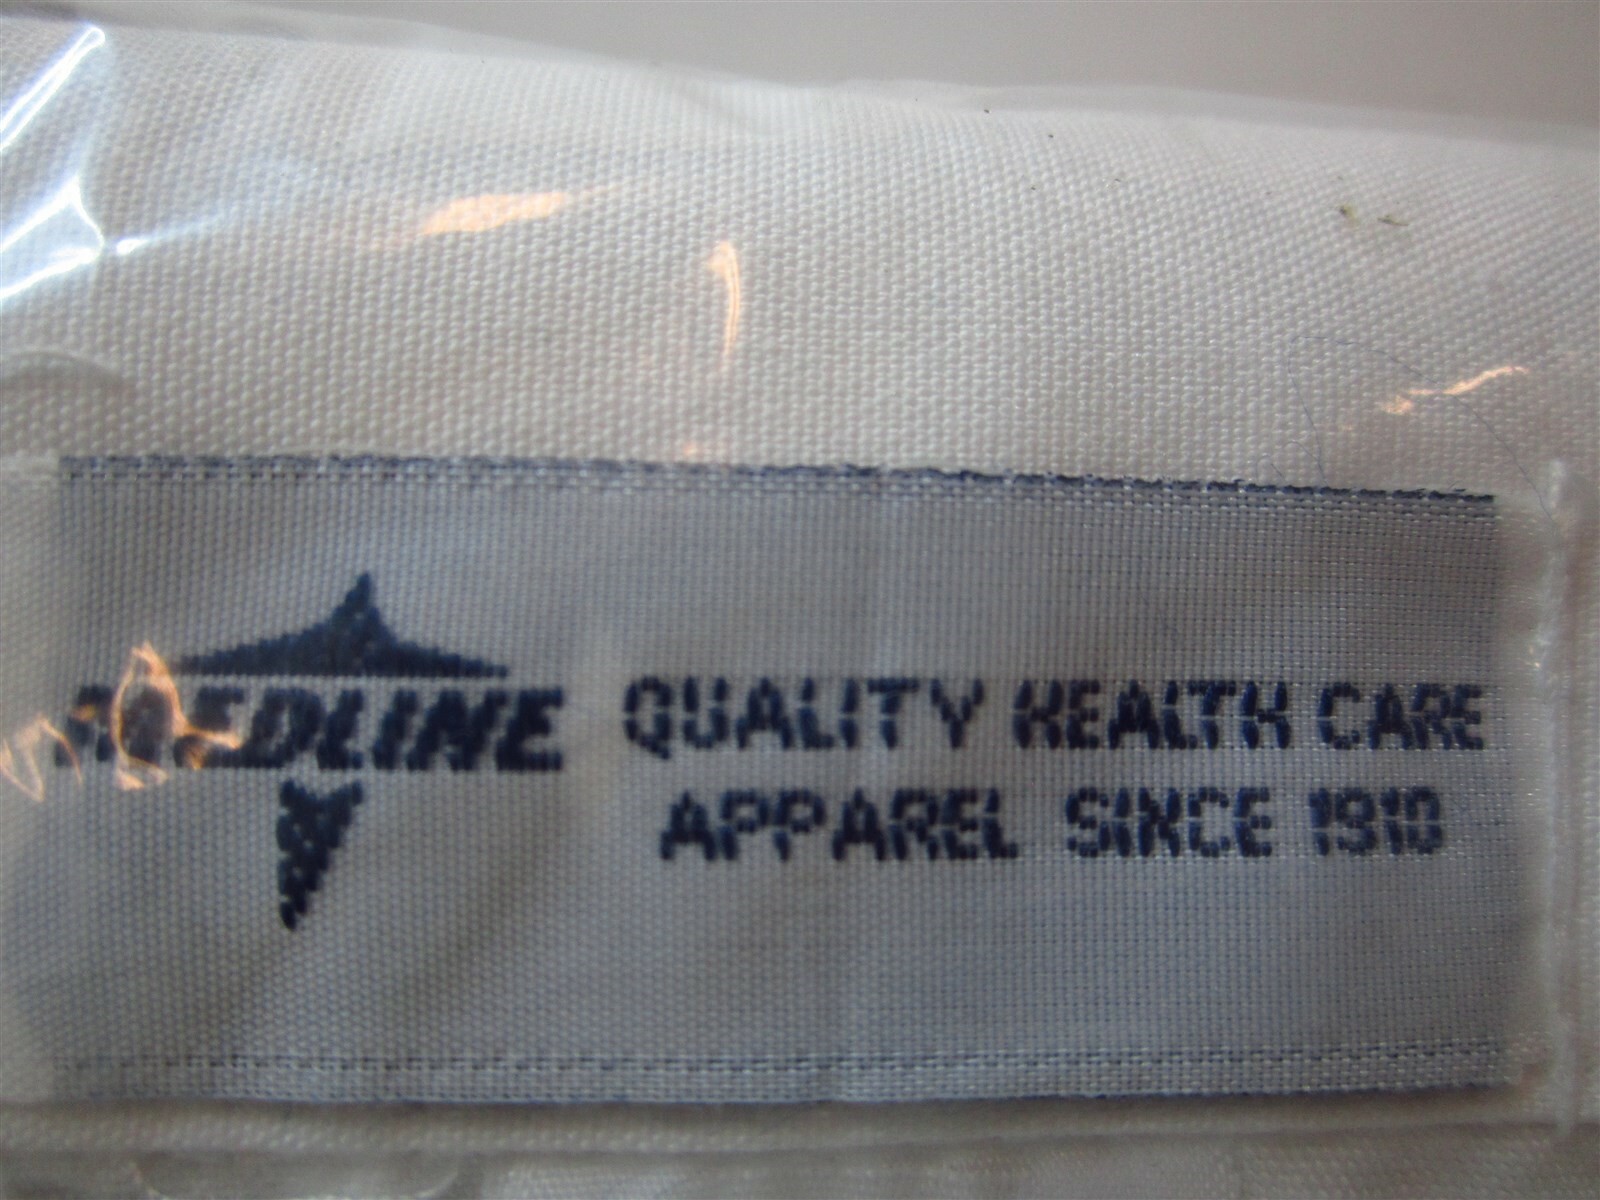 MEDLINE
QUALITY HEALTH CARE
APPAREL SINCE 1910